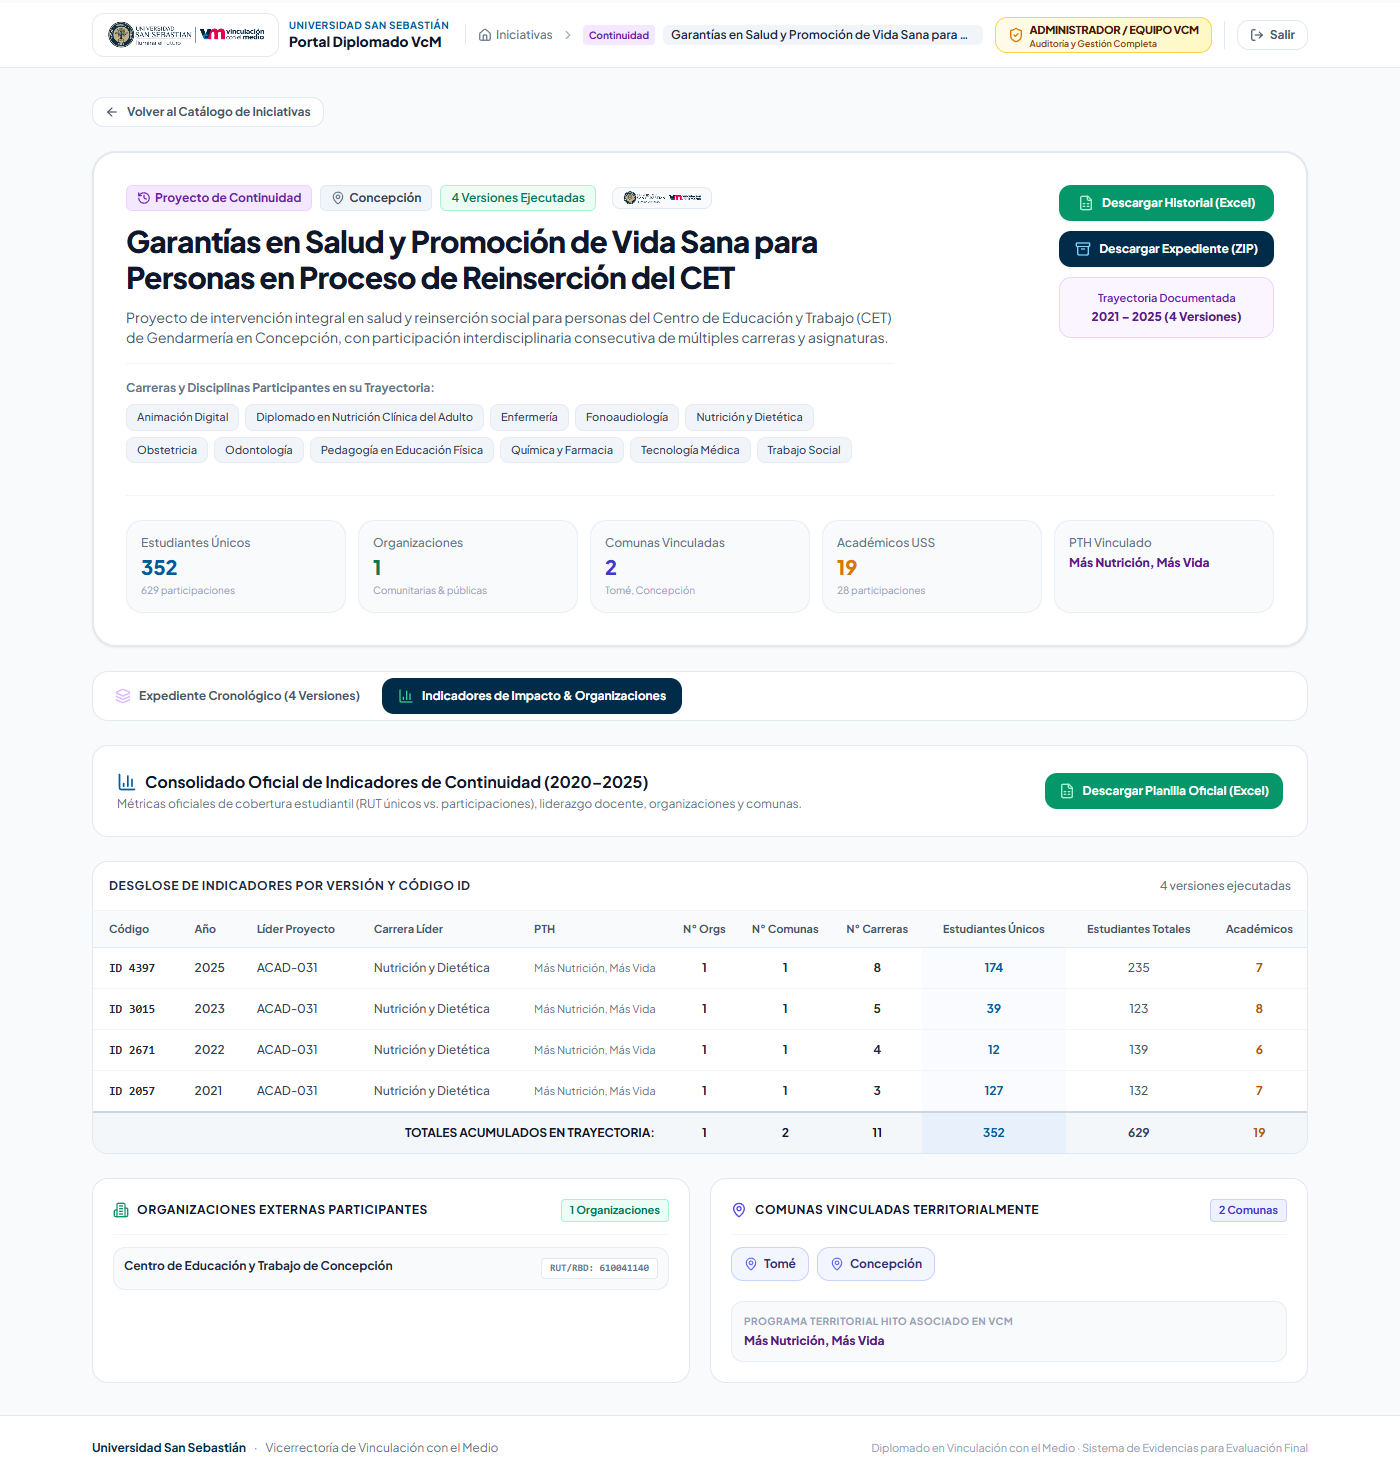 UNIVERSIDAD
SAN SEBASTIÁN
vm vinculación
con el medio
UNIVERSIDAD SAN SEBASTIÁN
Portal Diplomado VcM
Iniciativas
Continuidad
Garantías en Salud y Promoción de Vida Sana para ...
ADMINISTRADOR / EQUIPO VCM
Auditoría y Gestión Completa
Salir
Volver al Catálogo de Iniciativas
Proyecto de Continuidad
Concepción
4 Versiones Ejecutadas
Descargar Historial (Excel)
Garantías en Salud y Promoción de Vida Sana para
Personas en Proceso de Reinserción del CET
Descargar Expediente (ZIP)
Trayectoria Documentada
2021 – 2025 (4 Versiones)
Proyecto de intervención integral en salud y reinserción social para personas del Centro de Educación y Trabajo (CET)
de Gendarmería en Concepción, con participación interdisciplinaria consecutiva de múltiples carreras y asignaturas.
Carreras y Disciplinas Participantes en su Trayectoria:
Animación Digital Diplomado en Nutrición Clínica del Adulto Enfermería Fonoaudiología Nutrición y Dietética
Obstetricia Odontología Pedagogía en Educación Física Química y Farmacia Tecnología Médica Trabajo Social
Estudiantes Únicos
352
629 participaciones
Organizaciones
1
Comunitarias & públicas
Comunas Vinculadas
2
Tomé, Concepción
Académicos USS
19
28 participaciones
PTH Vinculado
Más Nutrición, Más Vida
Expediente Cronológico (4 Versiones)
Indicadores de Impacto & Organizaciones
Consolidado Oficial de Indicadores de Continuidad (2020–2025)
Métricas oficiales de cobertura estudiantil (RUT únicos vs. participaciones), liderazgo docente, organizaciones y comunas.
Descargar Planilla Oficial (Excel)
DESGLOSE DE INDICADORES POR VERSIÓN Y CÓDIGO ID
4 versiones ejecutadas
Código Año Líder Proyecto Carrera Líder PTH N° Orgs N° Comunas N° Carreras Estudiantes Únicos Estudiantes Totales Académicos
ID 4397 2025 ACAD-031 Nutrición y Dietética Más Nutrición, Más Vida 1 1 8 174 235 7
ID 3015 2023 ACAD-031 Nutrición y Dietética Más Nutrición, Más Vida 1 1 5 39 123 8
ID 2671 2022 ACAD-031 Nutrición y Dietética Más Nutrición, Más Vida 1 1 4 12 139 6
ID 2057 2021 ACAD-031 Nutrición y Dietética Más Nutrición, Más Vida 1 1 3 127 132 7
TOTALES ACUMULADOS EN TRAYECTORIA: 1 2 11 352 629 19
ORGANIZACIONES EXTERNAS PARTICIPANTES
1 Organizaciones
Centro de Educación y Trabajo de Concepción
RUT/RBD: 610041140
COMUNAS VINCULADAS TERRITORIALMENTE
2 Comunas
Tomé Concepción
PROGRAMA TERRITORIAL HITO ASOCIADO EN VCM
Más Nutrición, Más Vida
Universidad San Sebastián · Vicerrectoría de Vinculación con el Medio
Diplomado en Vinculación con el Medio · Sistema de Evidencias para Evaluación Final